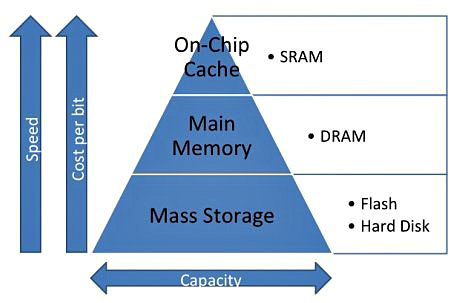 On-Chip
Cache
• SRAM
Main
Memory
• DRAM
Mass Storage
• Flash
• Hard Disk
Speed
Cost per bit
Capacity